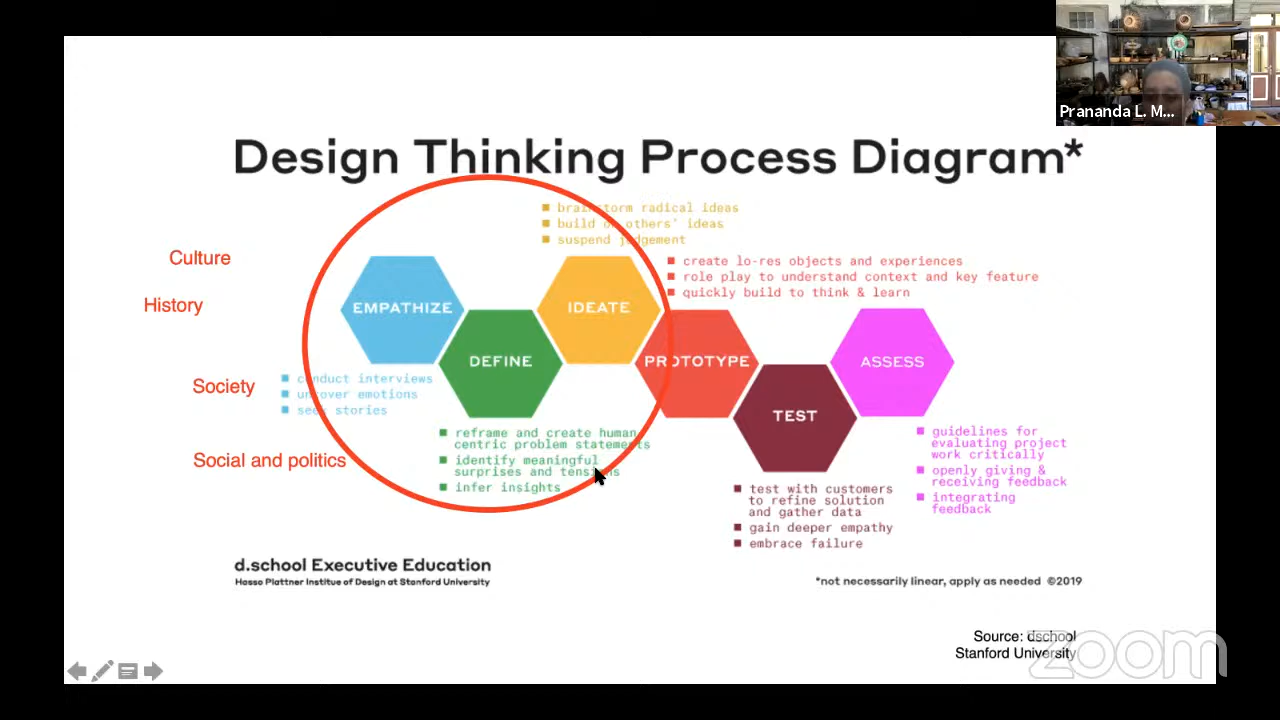 Prananda L. M...
Design Thinking Process Diagram*
brainstorm radical ideas
build on others' ideas
suspend judgement
Culture
History
Society
Social and politics
EMPATHIZE
conduct interviews
uncover emotions
seek stories
DEFINE
reframe and create human
centric problem statements
identify meaningful
surprises and tensions
infer insights
IDEATE
create lo-res objects and experiences
role play to understand context and key feature
quickly build to think & learn
PROTOTYPE
TEST
test with customers
to refine solution
and gather data
gain deeper empathy
embrace failure
ASSESS
guidelines for
evaluating project
work critically
openly giving &
receiving feedback
integrating
feedback
d.school Executive Education
Hasso Plattner Institue of Design at Stanford University
*not necessarily linear, apply as needed ©2019
Source: dschool
Stanford University
zoom